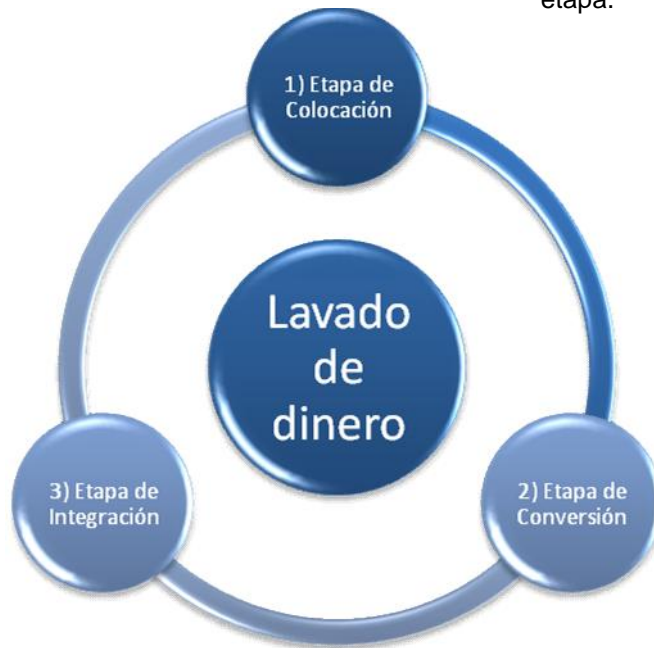 etapa.
1) Etapa de
Colocación
Lavado
de
dinero
3) Etapa de
Integración
2) Etapa de
Conversión